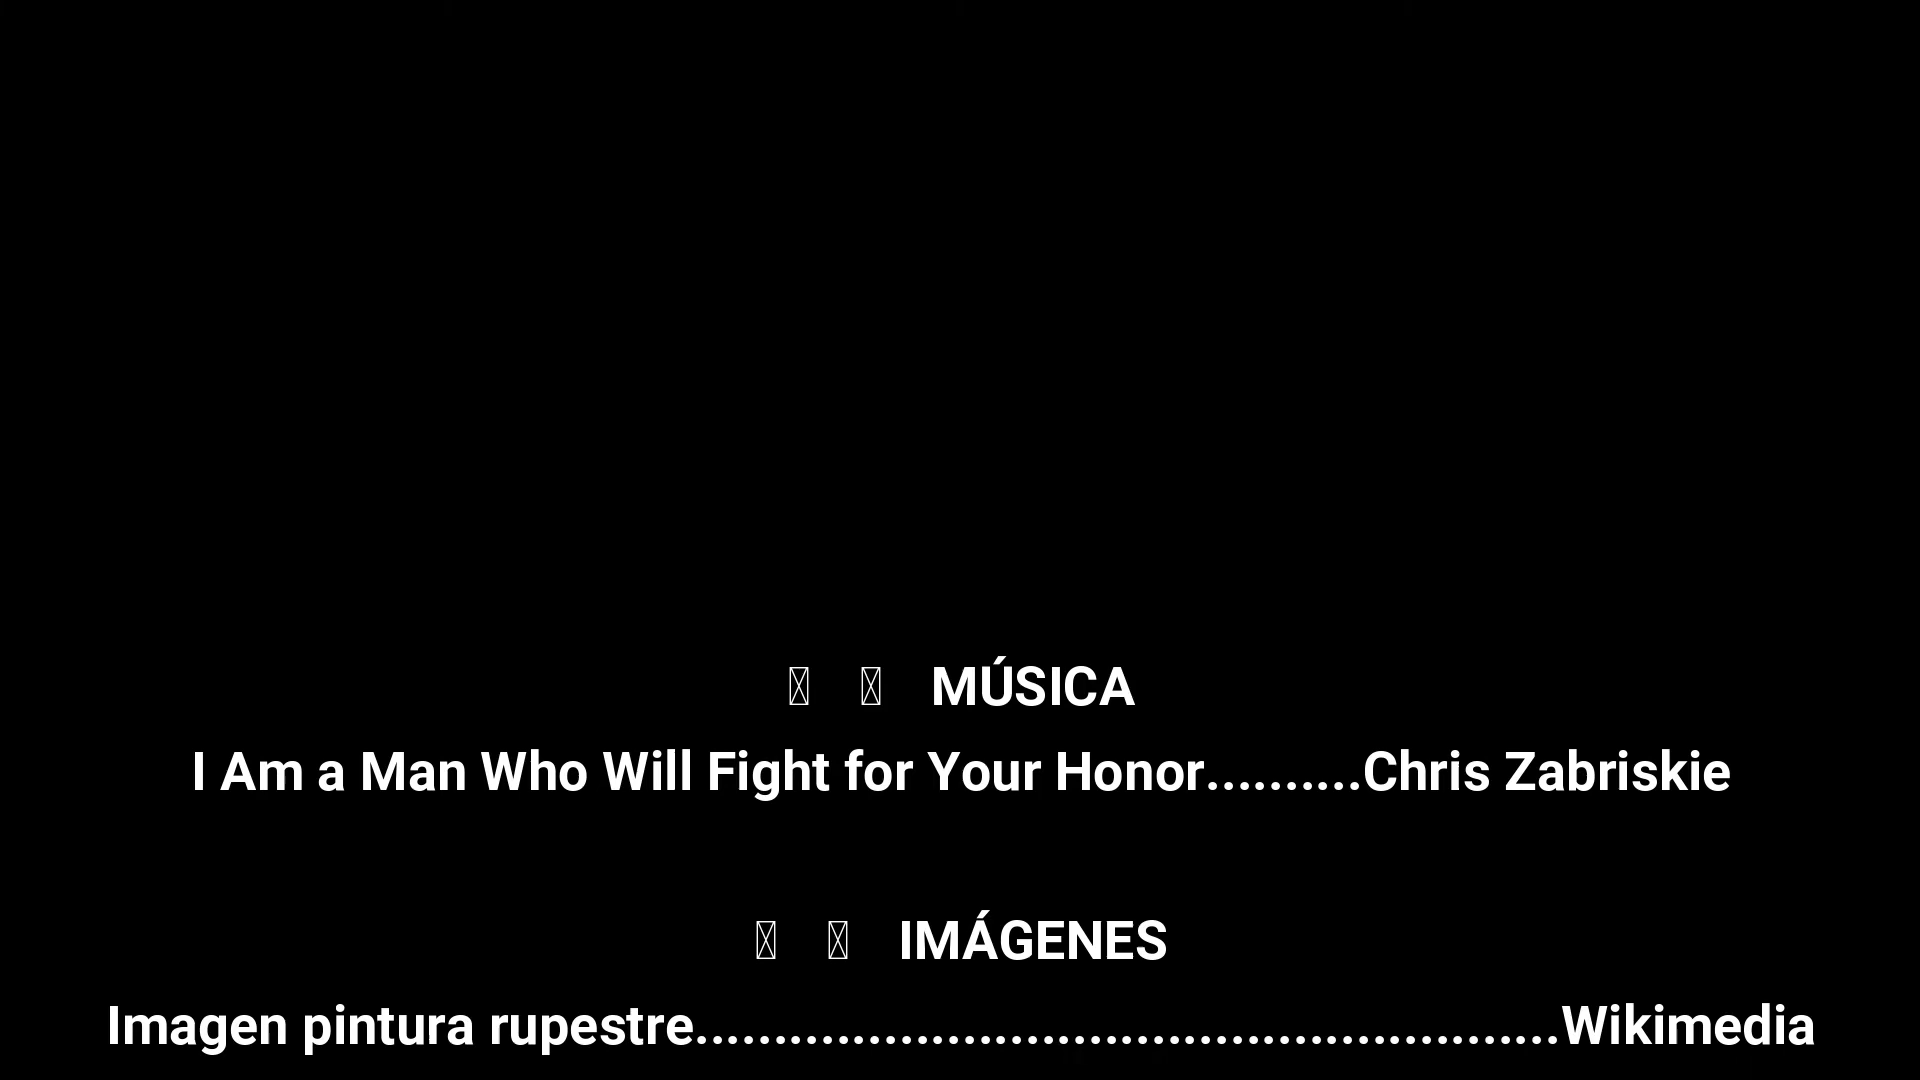 MÚSICA
I Am a Man Who Will Fight for Your Honor..........Chris Zabriskie
IMÁGENES
Imagen pintura rupestre.......................................................Wikimedia